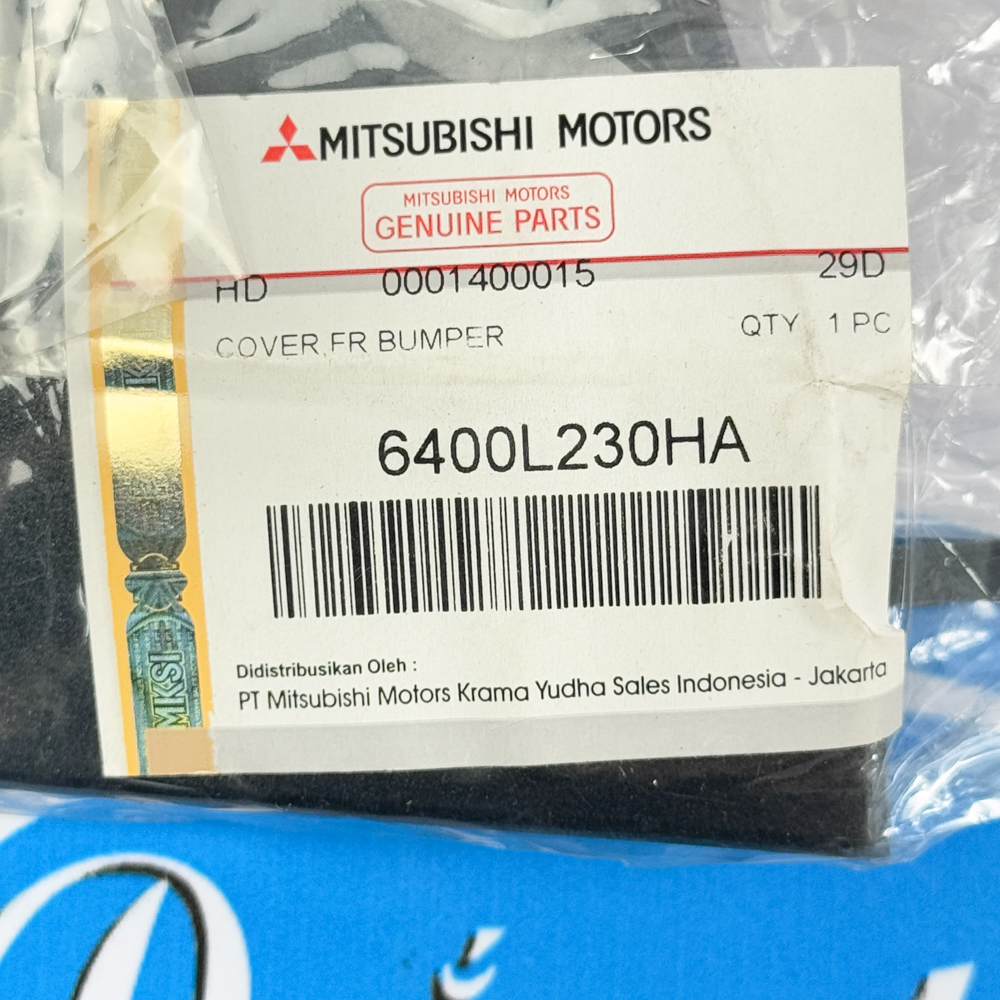 MITSUBISHI MOTORS
MITSUBISHI MOTORS
GENUINE PARTS
HD 0001400015 29D
COVER,FR BUMPER QTY 1 PC
6400L230HA
MKSI
Didistribusikan Oleh :
PT Mitsubishi Motors Krama Yudha Sales Indonesia - Jakarta